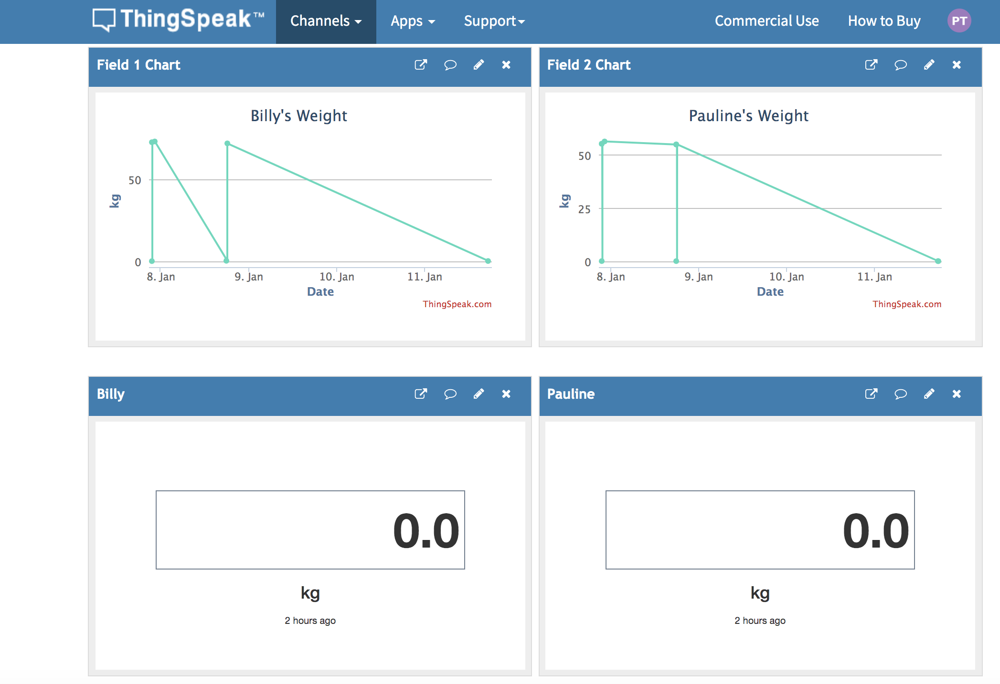 ThingSpeak™ Channels Apps Support Commercial Use How to Buy PT
Field 1 Chart
Billy's Weight
50
0
kg
8. Jan 9. Jan 10. Jan 11. Jan
Date
ThingSpeak.com
Field 2 Chart
Pauline's Weight
50
25
0
kg
8. Jan 9. Jan 10. Jan 11. Jan
Date
ThingSpeak.com
Billy
0.0
kg
2 hours ago
Pauline
0.0
kg
2 hours ago